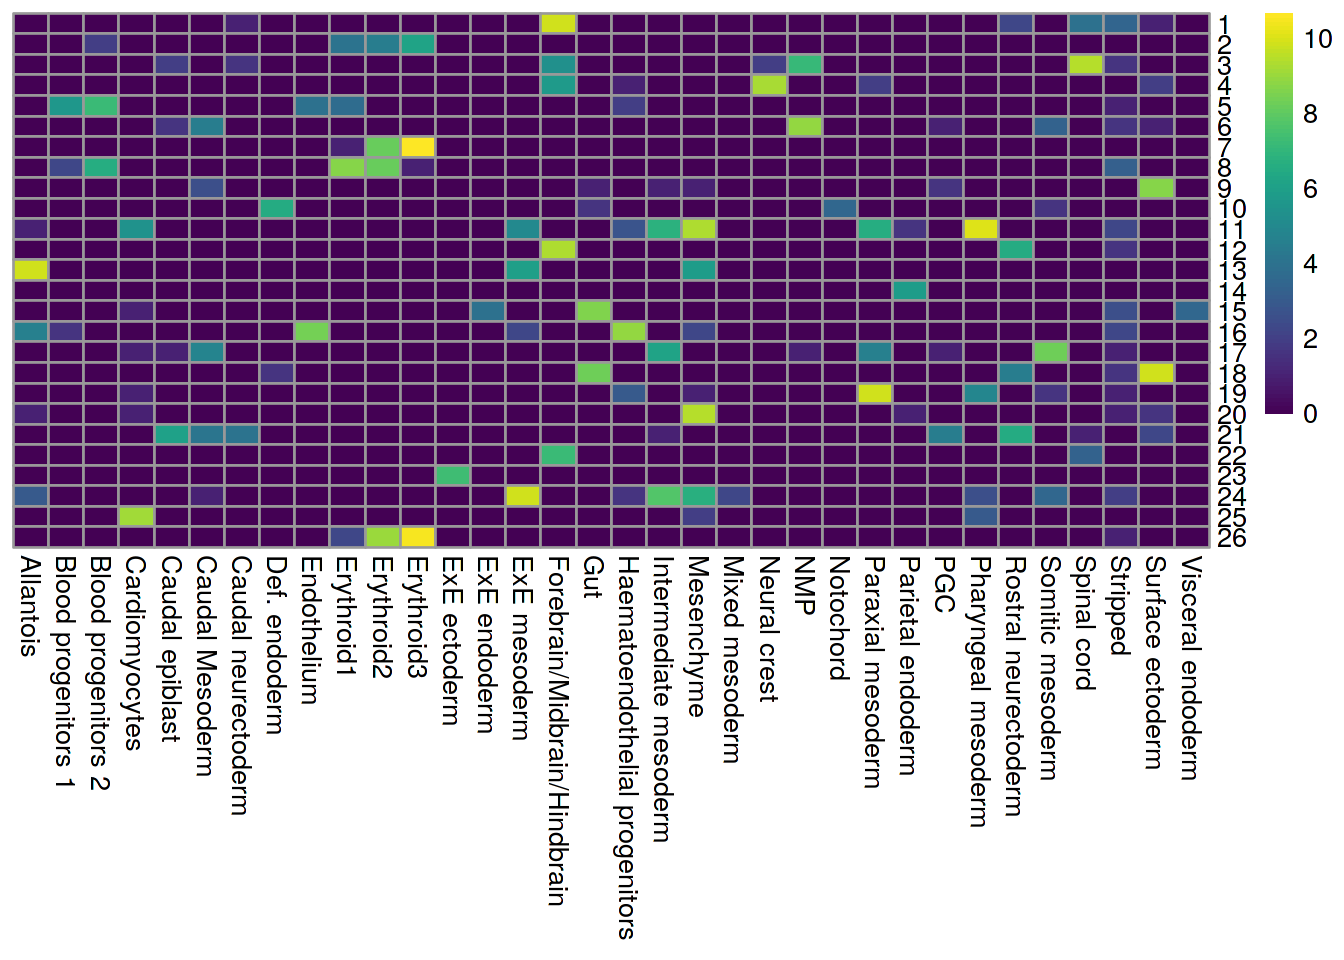 1
2
3
4
5
6
7
8
9
10
11
12
13
14
15
16
17
18
19
20
21
22
23
24
25
26
10
8
6
4
2
0
Allantois
Blood progenitors 1
Blood progenitors 2
Cardiomyocytes
Caudal epiblast
Caudal Mesoderm
Caudal neurectoderm
Def. endoderm
Endothelium
Erythroid1
Erythroid2
Erythroid3
ExE ectoderm
ExE endoderm
ExE mesoderm
Forebrain/Midbrain/Hindbrain
Gut
Haematoendothelial progenitors
Intermediate mesoderm
Mesenchyme
Mixed mesoderm
Neural crest
NMP
Notochord
Paraxial mesoderm
Parietal endoderm
PGC
Pharyngeal mesoderm
Rostral neurectoderm
Somitic mesoderm
Spinal cord
Stripped
Surface ectoderm
Visceral endoderm